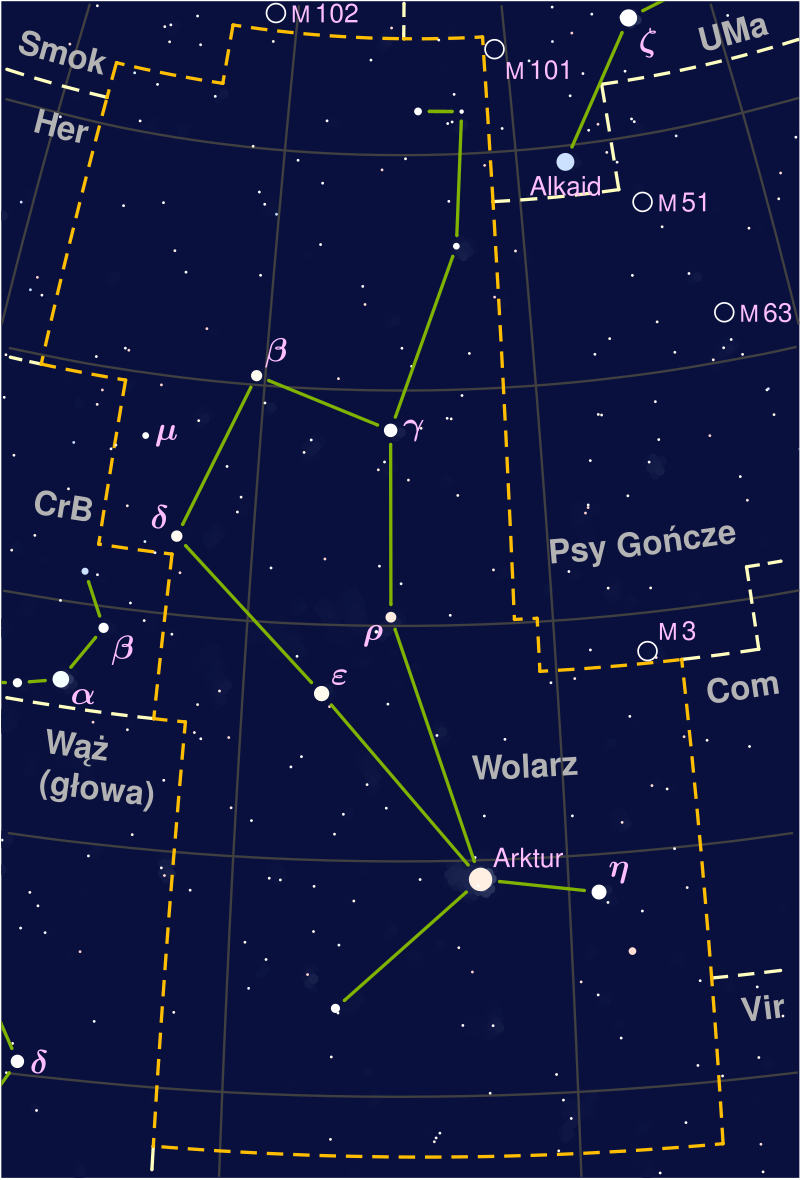 M 102
Smok
ζ
UMa
M 101
Her
Alkaid
M 51
M 63
β
γ
μ
CrB
δ
Psy Gończe
ρ
M 3
β
ε
α
Com
Wąż
(głowa)
Wolarz
Arktur
η
Vir
δ